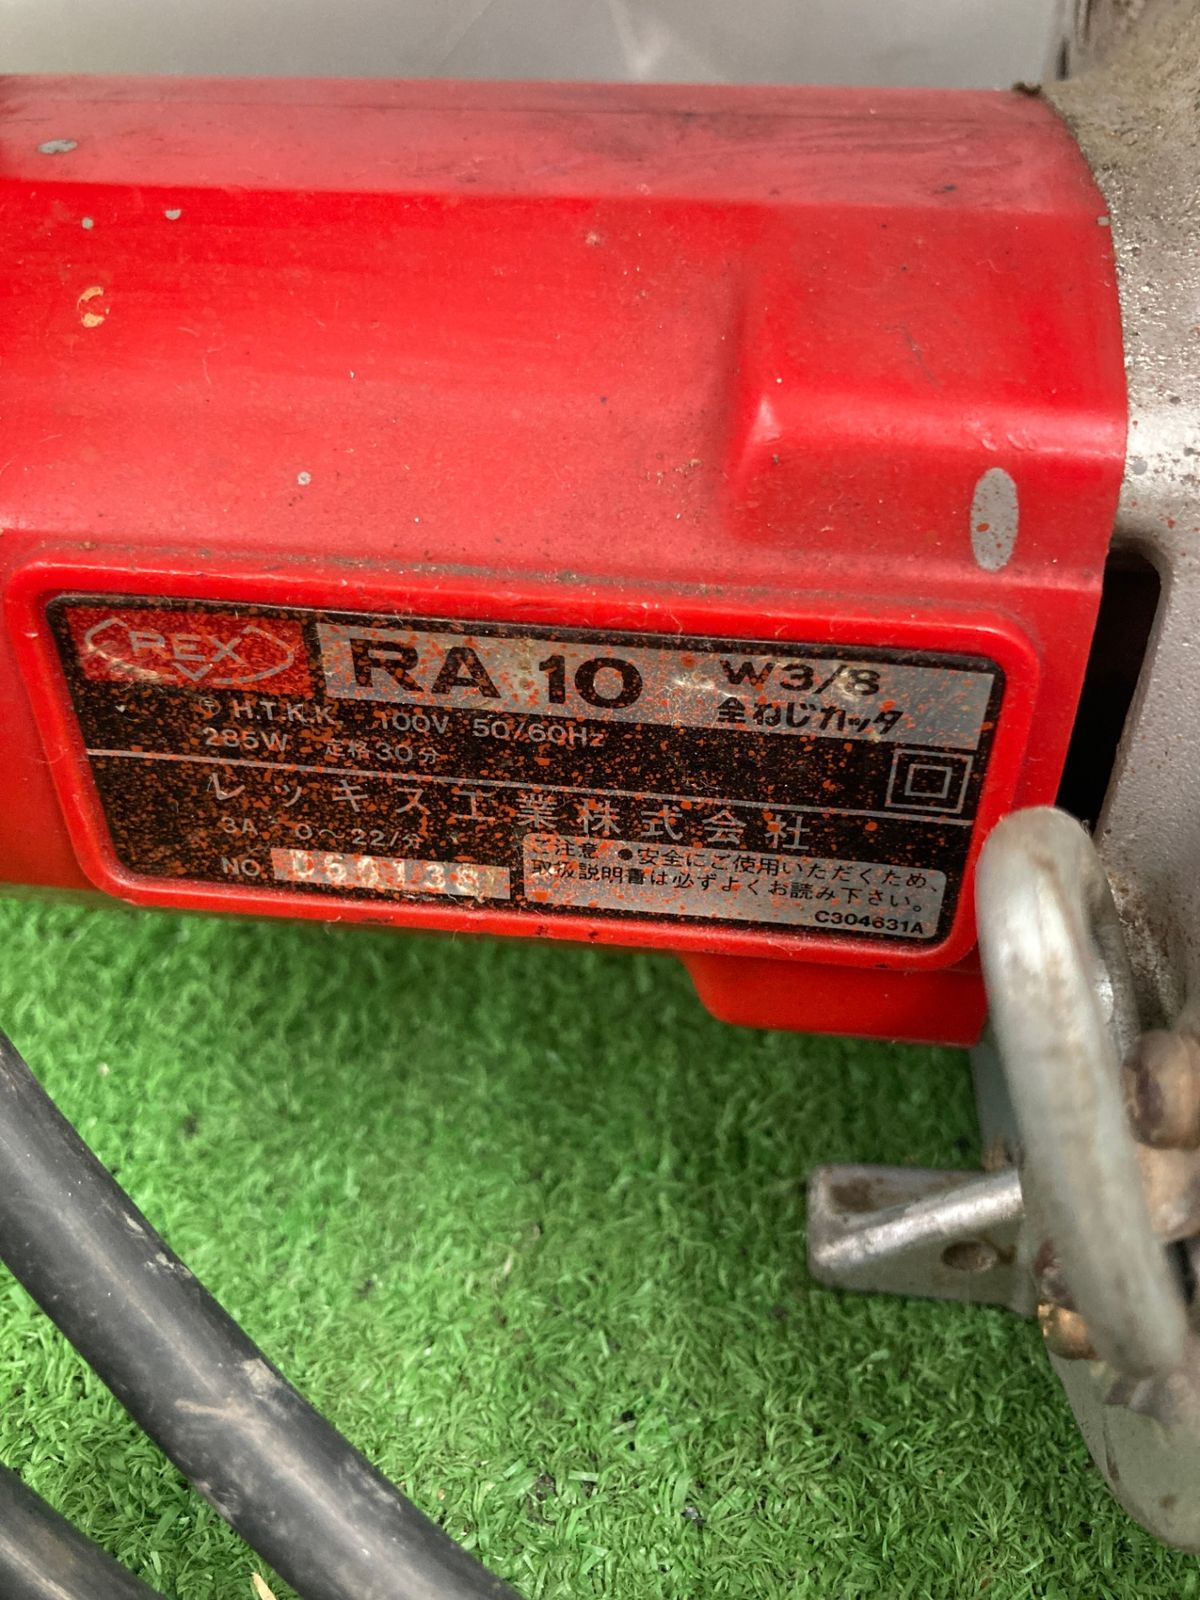 REX
RA 10
W3/8
全ねじカッタ
〒 H.T.K.K. 100V 50/60Hz
285W 定格30分
レッキス工業株式会社
3A 0～22/分
NO.
ご注意 ●安全にご使用いただくため、
取扱説明書は必ずよくお読み下さい。
C304631A